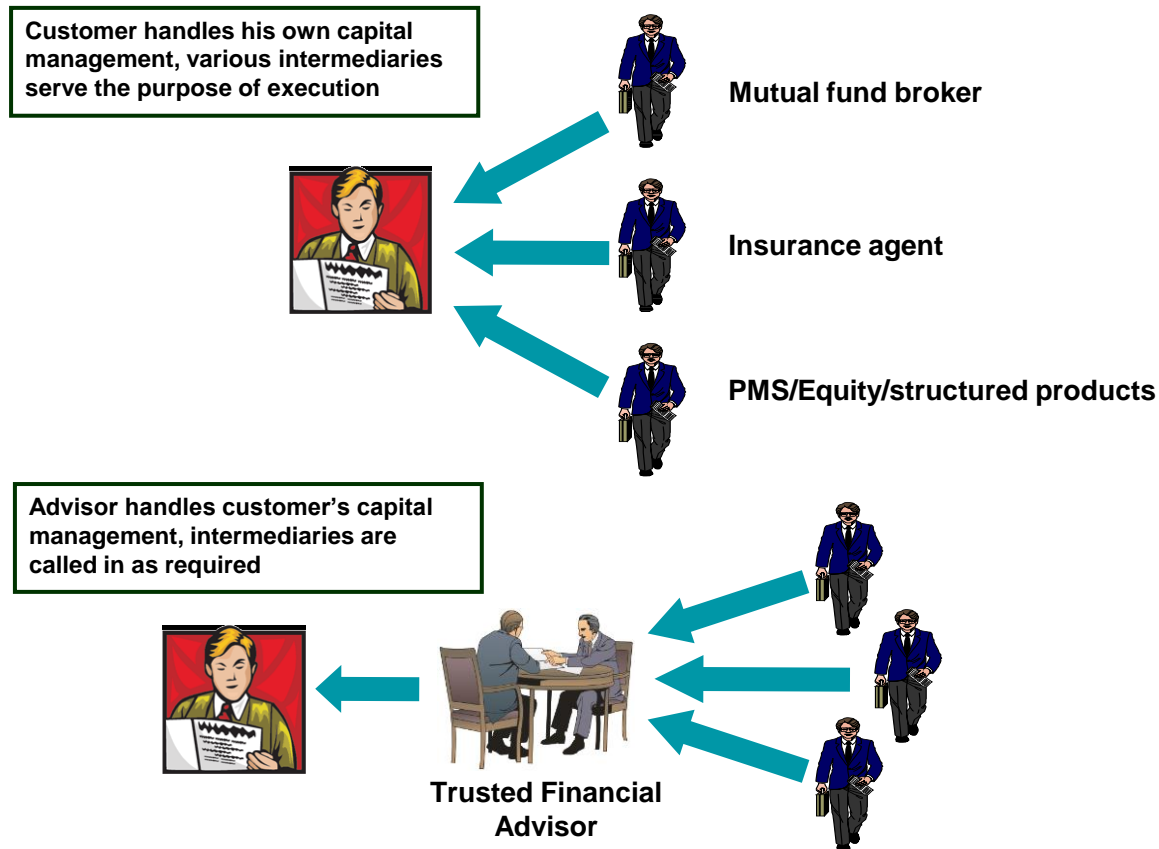 Customer handles his own capital
management, various intermediaries
serve the purpose of execution
Mutual fund broker
Insurance agent
PMS/Equity/structured products
Advisor handles customer’s capital
management, intermediaries are
called in as required
Trusted Financial
Advisor